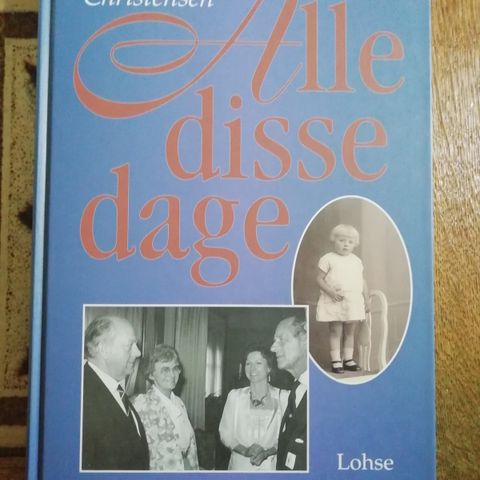 Christensen
Alle
disse
dage
Lohse